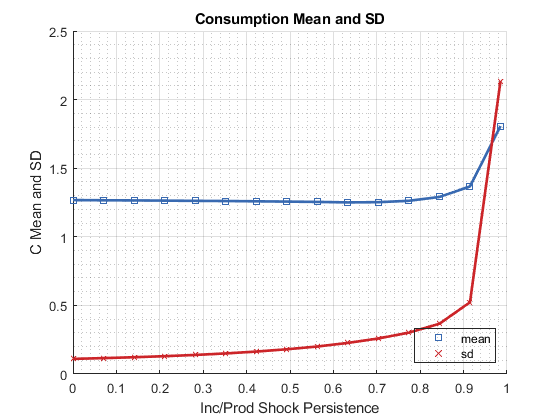 Consumption Mean and SD
C Mean and SD
2.5
2
1.5
1
0.5
0
0 0.1 0.2 0.3 0.4 0.5 0.6 0.7 0.8 0.9 1
Inc/Prod Shock Persistence
mean
sd